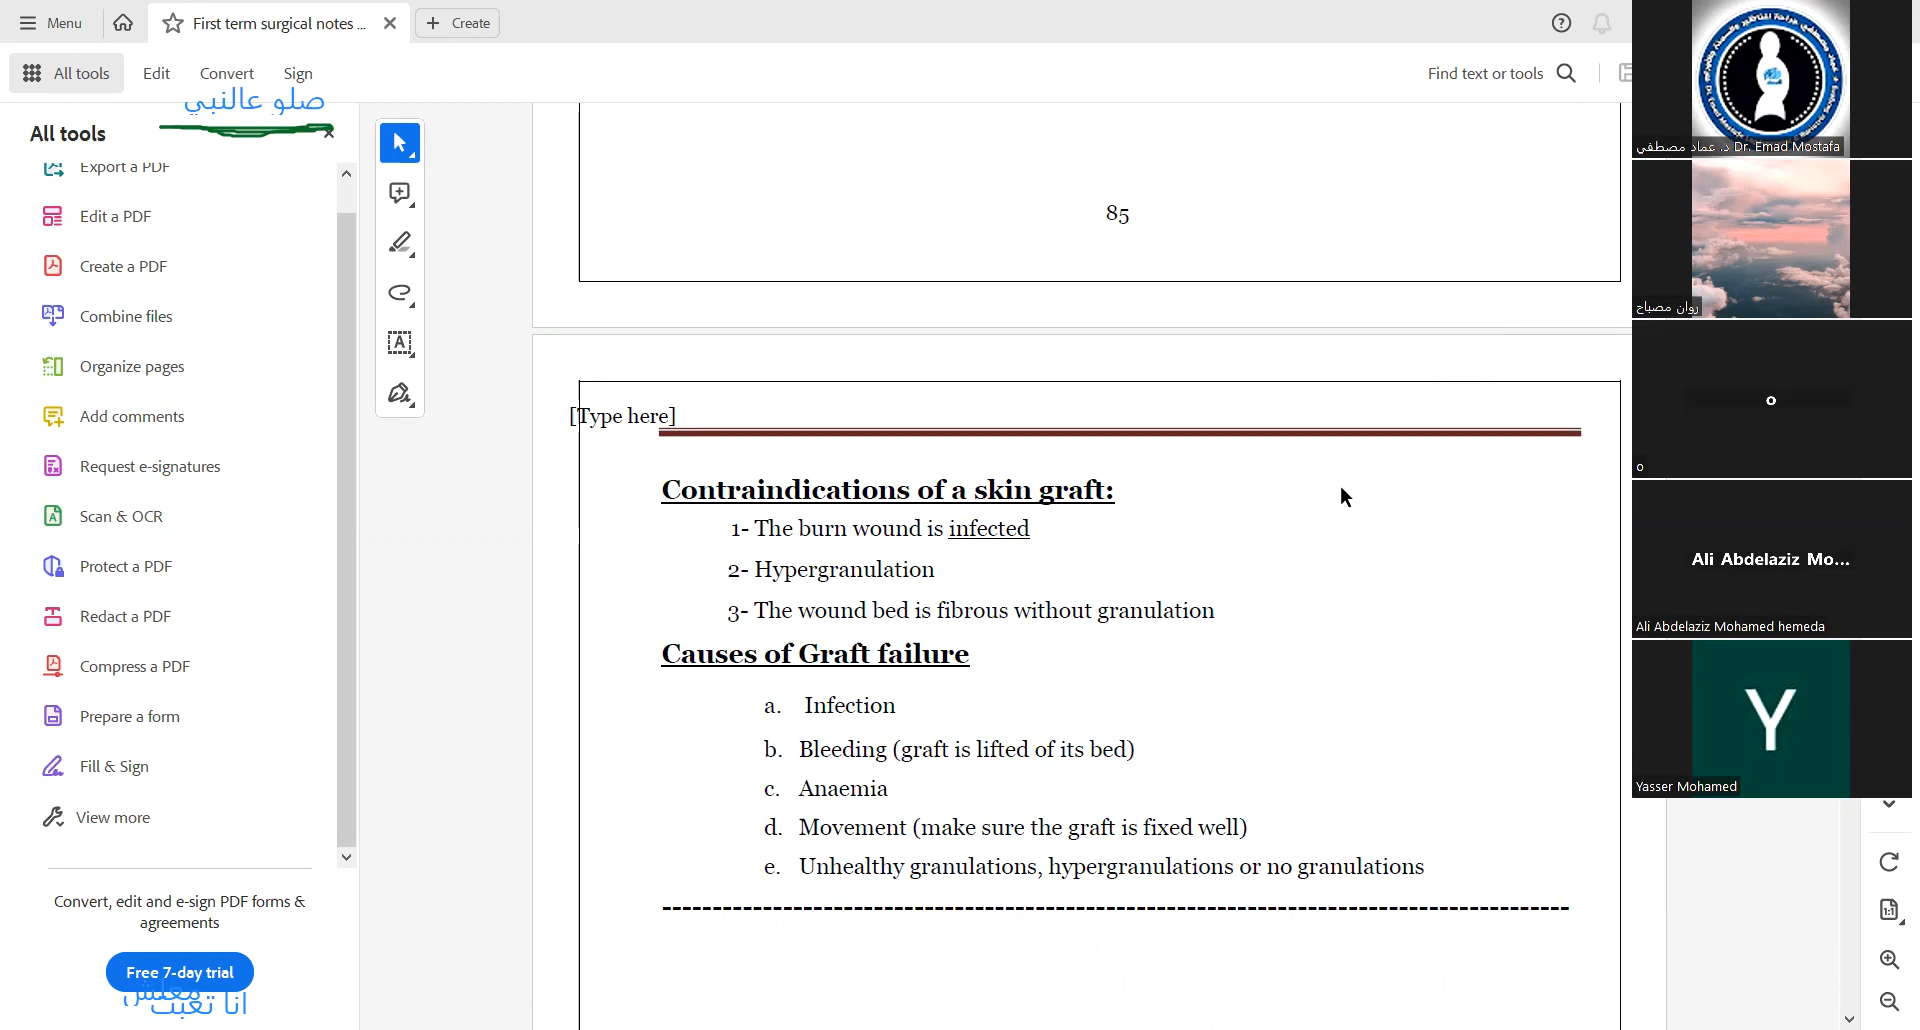 Menu
First term surgical notes ...
Create
All tools
Edit
Convert
Sign
Find text or tools
صلو عالنبي
All tools
Export a PDF
Edit a PDF
Create a PDF
Combine files
Organize pages
Add comments
Request e-signatures
Scan & OCR
Protect a PDF
Redact a PDF
Compress a PDF
Prepare a form
Fill & Sign
View more
Convert, edit and e-sign PDF forms &
agreements
Free 7-day trial
معلش
انا تعبت
85
[Type here]
Contraindications of a skin graft:
1- The burn wound is infected
2- Hypergranulation
3- The wound bed is fibrous without granulation
Causes of Graft failure
a. Infection
b. Bleeding (graft is lifted of its bed)
c. Anaemia
d. Movement (make sure the graft is fixed well)
e. Unhealthy granulations, hypergranulations or no granulations
د. عماد مصطفي Dr. Emad Mostafa
روان مصباح
o
o
Ali Abdelaziz Mo...
Ali Abdelaziz Mohamed hemeda
Y
Yasser Mohamed
1:1